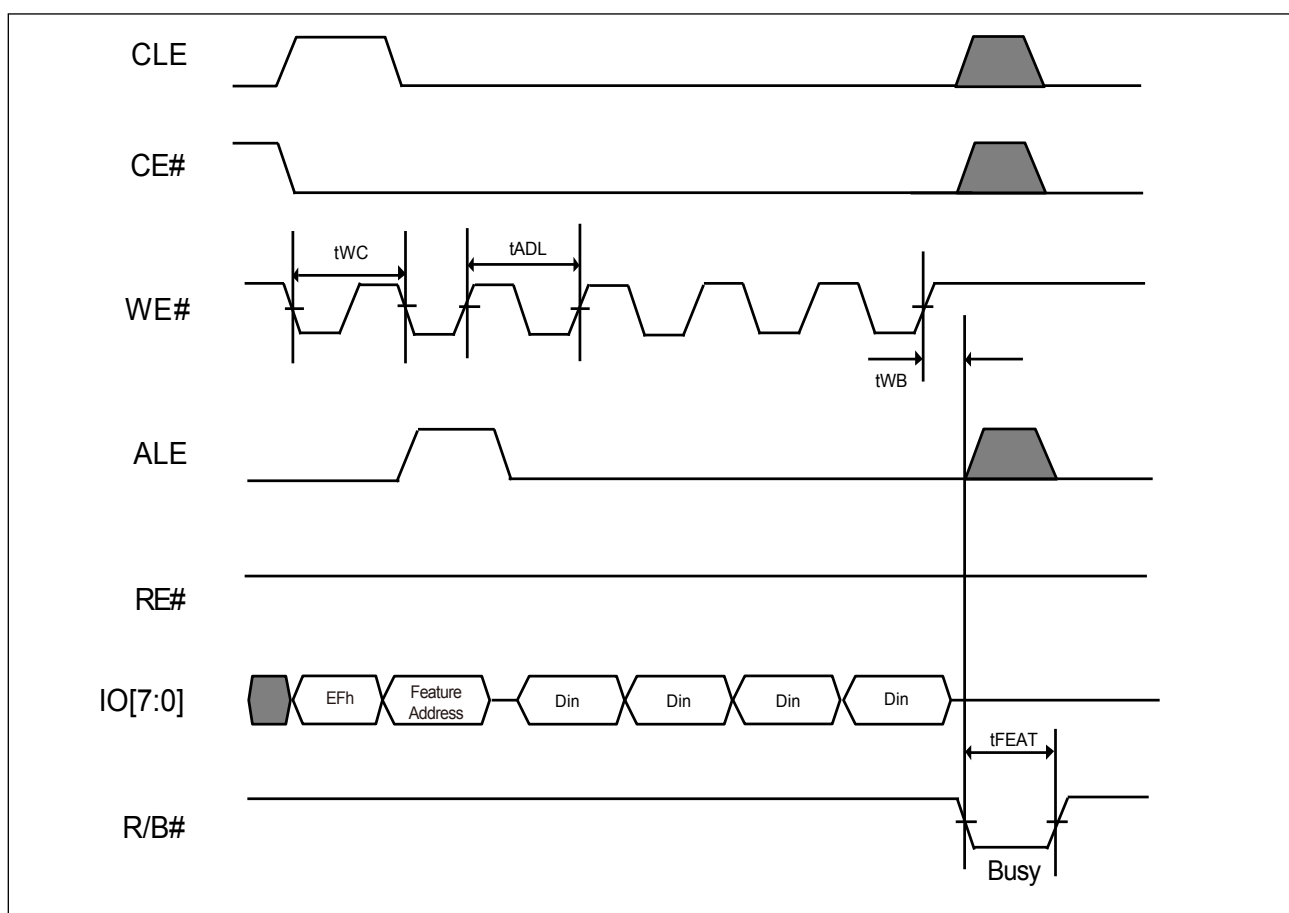 CLE
CE#
tWC
tADL
WE#
tWB
ALE
RE#
IO[7:0]
EFh
Feature
Address
Din
Din
Din
Din
tFEAT
R/B#
Busy